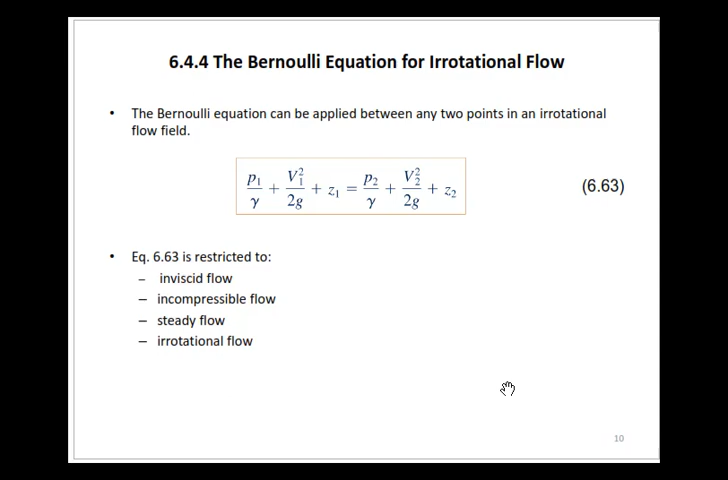 6.4.4 The Bernoulli Equation for Irrotational Flow
• The Bernoulli equation can be applied between any two points in an irrotational
flow field.
p₁/γ + V₁²/2g + z₁ = p₂/γ + V₂²/2g + z₂ (6.63)
• Eq. 6.63 is restricted to:
– inviscid flow
– incompressible flow
– steady flow
– irrotational flow
10